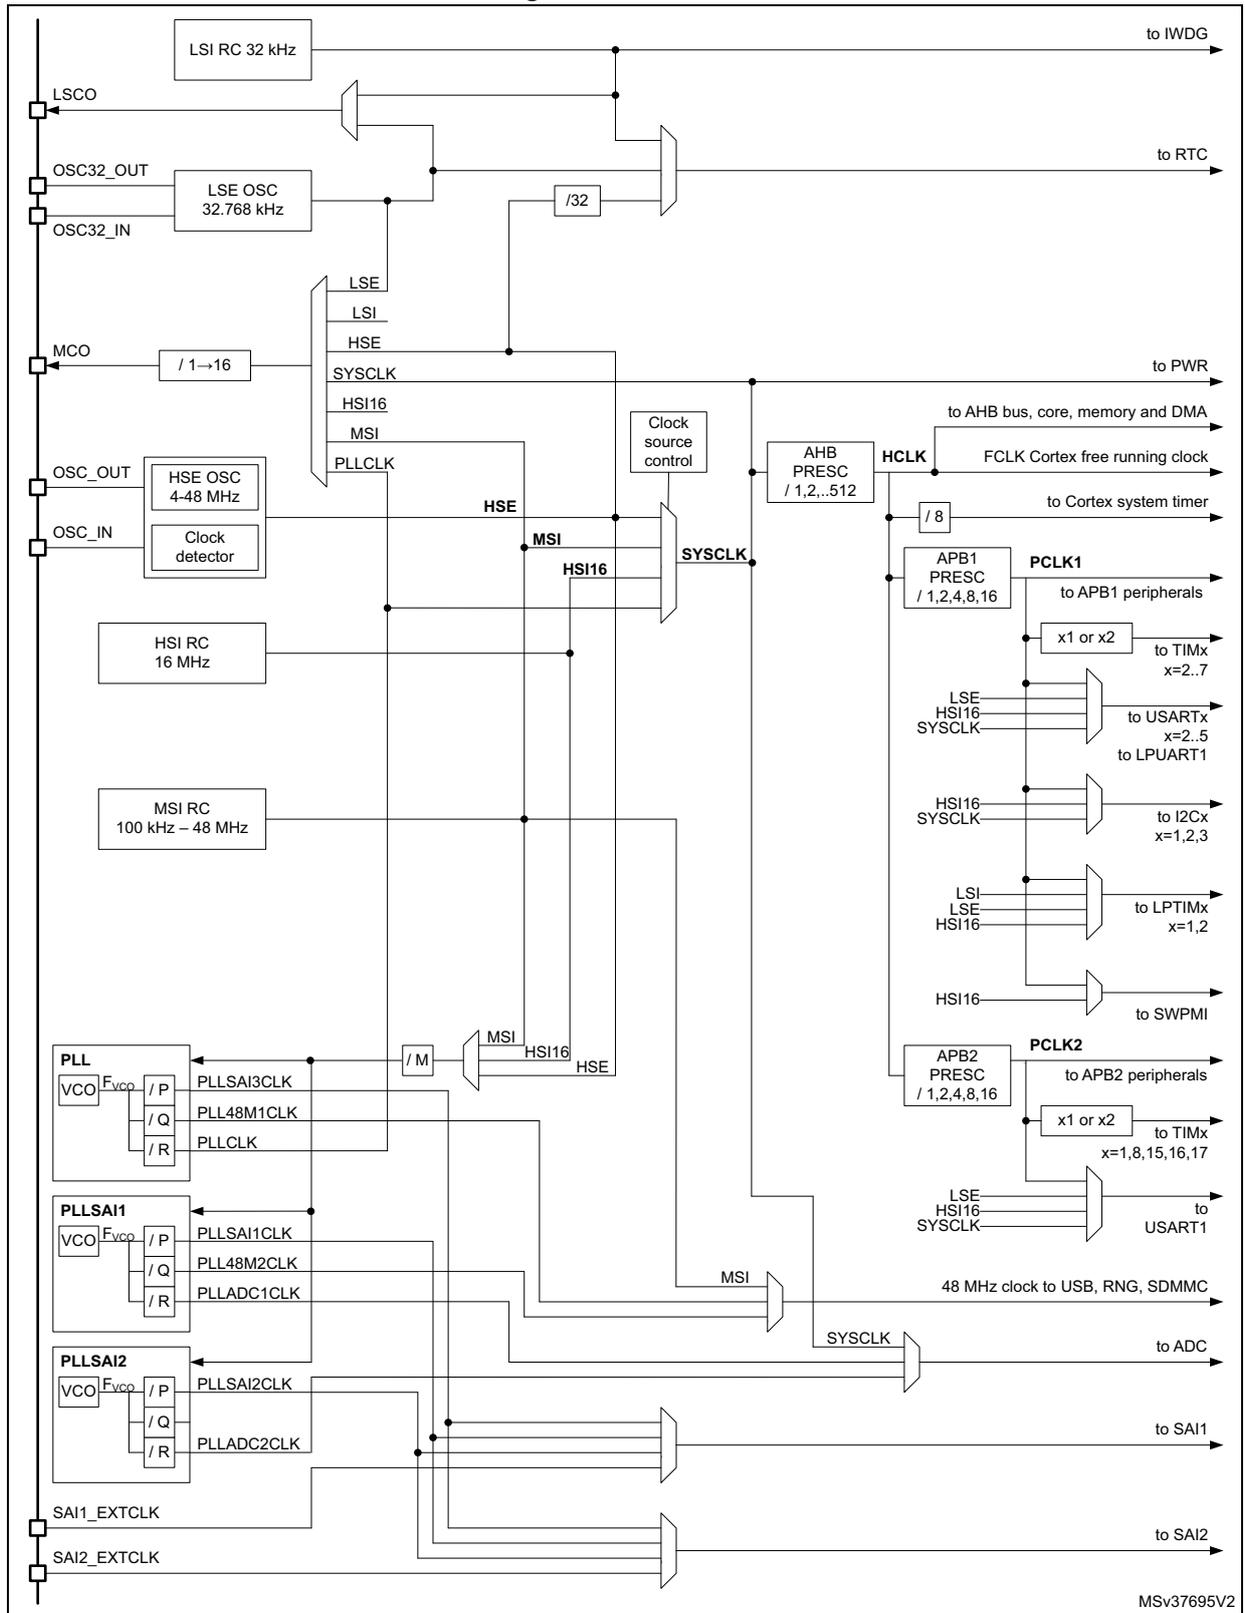 LSI RC 32 kHz
to IWDG
LSCO
OSC32_OUT
to RTC
LSE OSC
32.768 kHz
/32
OSC32_IN
LSE
LSI
HSE
MCO
/ 1→16
SYSCLK
to PWR
HSI16
to AHB bus, core, memory and DMA
Clock
source
control
MSI
PLLCLK
AHB
PRESC
/ 1,2,..512
HCLK
FCLK Cortex free running clock
OSC_OUT
HSE OSC
4-48 MHz
HSE
/ 8
to Cortex system timer
OSC_IN
Clock
detector
MSI
SYSCLK
HSI16
APB1
PRESC
/ 1,2,4,8,16
PCLK1
to APB1 peripherals
HSI RC
16 MHz
x1 or x2
to TIMx
x=2..7
LSE
HSI16
SYSCLK
to USARTx
x=2..5
to LPUART1
MSI RC
100 kHz – 48 MHz
HSI16
SYSCLK
to I2Cx
x=1,2,3
LSI
LSE
HSI16
to LPTIMx
x=1,2
HSI16
to SWPMI
MSI
HSI16
HSE
/ M
PLL
VCO
FVCO
/ P
/ Q
/ R
PLLSAI3CLK
PLL48M1CLK
PLLCLK
APB2
PRESC
/ 1,2,4,8,16
PCLK2
to APB2 peripherals
x1 or x2
to TIMx
x=1,8,15,16,17
LSE
HSI16
SYSCLK
to
USART1
PLLSAI1
VCO
FVCO
/ P
/ Q
/ R
PLLSAI1CLK
PLL48M2CLK
PLLADC1CLK
MSI
48 MHz clock to USB, RNG, SDMMC
SYSCLK
to ADC
PLLSAI2
VCO
FVCO
/ P
/ Q
/ R
PLLSAI2CLK
PLLADC2CLK
to SAI1
SAI1_EXTCLK
to SAI2
SAI2_EXTCLK
MSv37695V2